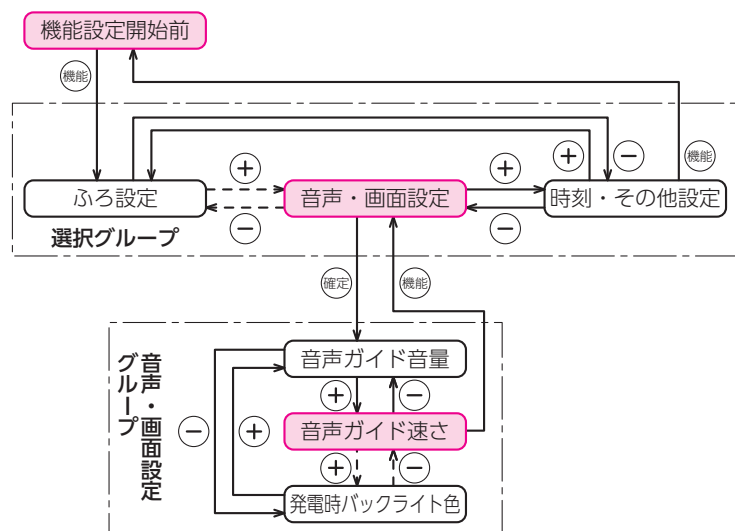 機能設定開始前
機能
＋
－
機能
＋
＋
ふろ設定
音声・画面設定
時刻・その他設定
－
－
選択グループ
確定
機能
音声・画面設定
グループ
音声ガイド音量
＋
－
－
＋
音声ガイド速さ
＋
－
発電時バックライト色